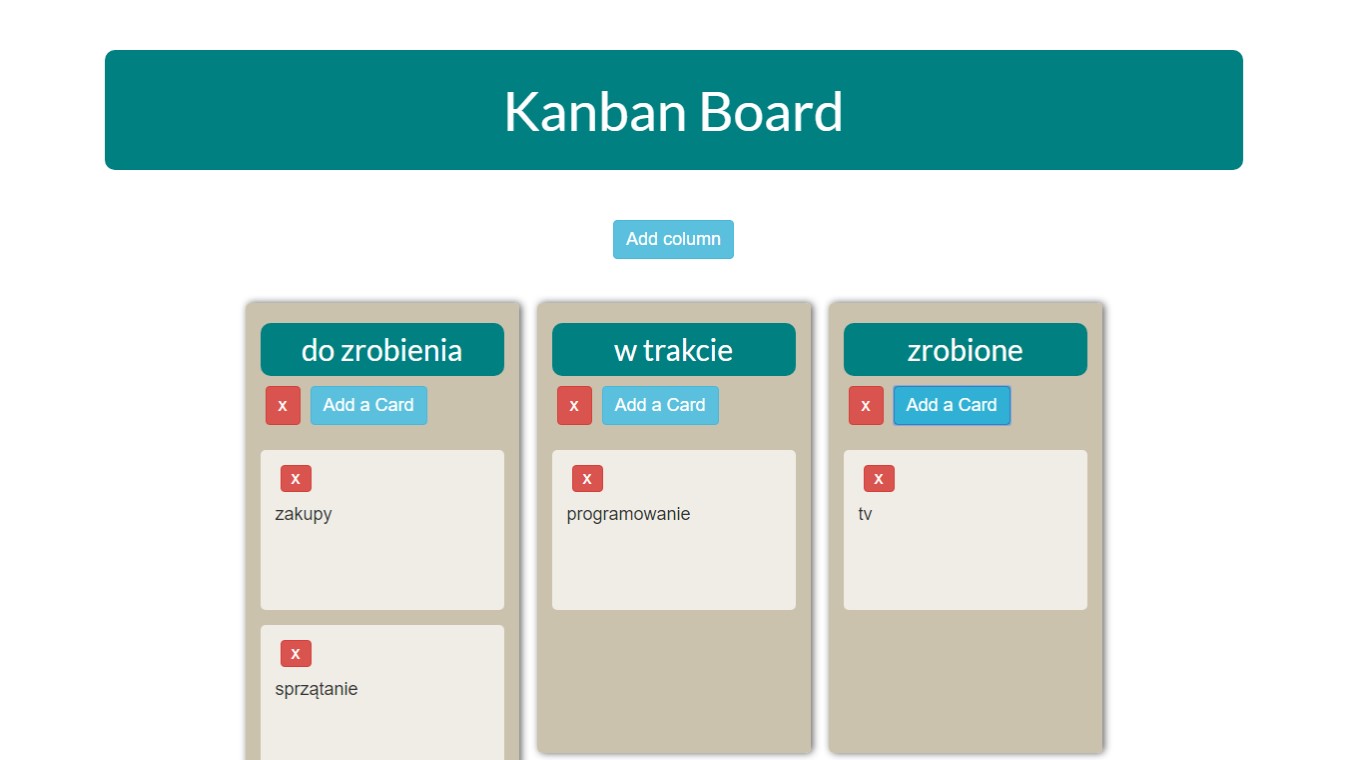 Kanban Board
Add column
do zrobienia
x Add a Card
x
zakupy
x
sprzątanie
w trakcie
x Add a Card
x
programowanie
zrobione
x Add a Card
x
tv